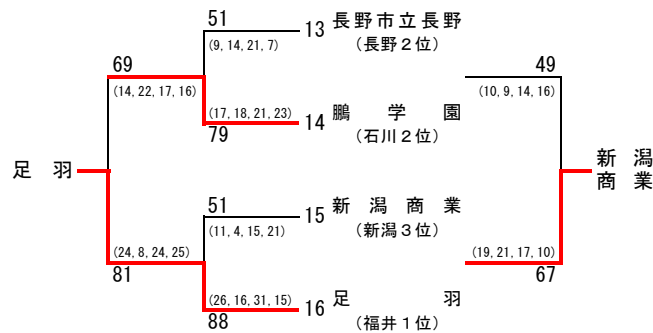 51
13 長野市立長野
(9, 14, 21, 7)
(長野２位)
69
49
(14, 22, 17, 16)
(17, 18, 21, 23)
14 鵬学園
(10, 9, 14, 16)
79
(石川２位)
足羽
新潟
商業
51
15 新潟商業
(11, 4, 15, 21)
(新潟３位)
(24, 8, 24, 25)
(19, 21, 17, 10)
81
67
(26, 16, 31, 15)
16 足羽
88
(福井１位)